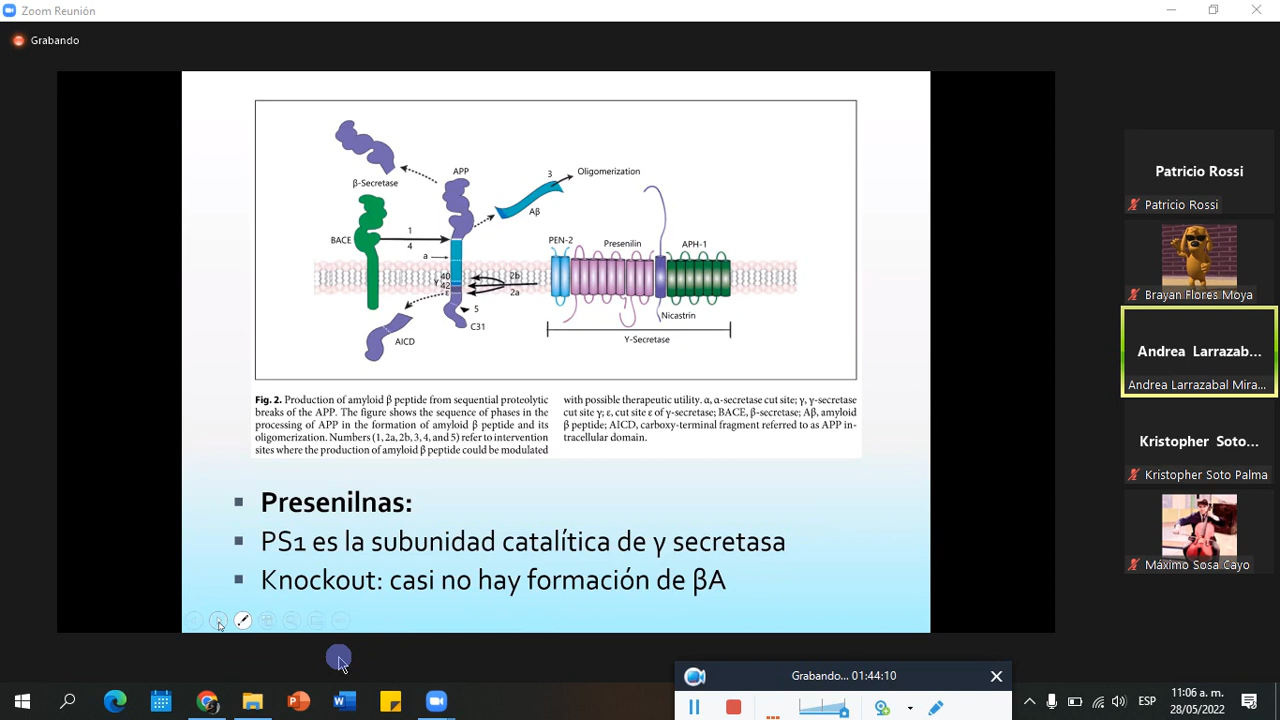 Zoom Reunión
Grabando
β-Secretase
APP
3
Oligomerization
Aβ
BACE
1
4
a
PEN-2
Presenilin
APH-1
40
42
γ
ε
2b
2a
5
C31
AICD
Nicastrin
Y-Secretase
Fig. 2. Production of amyloid β peptide from sequential proteolytic
breaks of the APP. The figure shows the sequence of phases in the
processing of APP in the formation of amyloid β peptide and its
oligomerization. Numbers (1, 2a, 2b, 3, 4, and 5) refer to intervention
sites where the production of amyloid β peptide could be modulated
with possible therapeutic utility. α, α-secretase cut site; γ, γ-secretase
cut site γ; ε, cut site ε of γ-secretase; BACE, β-secretase; Aβ, amyloid
β peptide; AICD, carboxy-terminal fragment referred to as APP in-
tracellular domain.
Presenilnas:
PS1 es la subunidad catalítica de γ secretasa
Knockout: casi no hay formación de βA
Patricio Rossi
Patricio Rossi
Brayan Flores Moya
Andrea Larrazab...
Andrea Larrazabal Mira...
Kristopher Soto...
Kristopher Soto Palma
Máximo Sosa Cayo
Grabando... 01:44:10
ESP
11:06 a. m.
28/05/2022